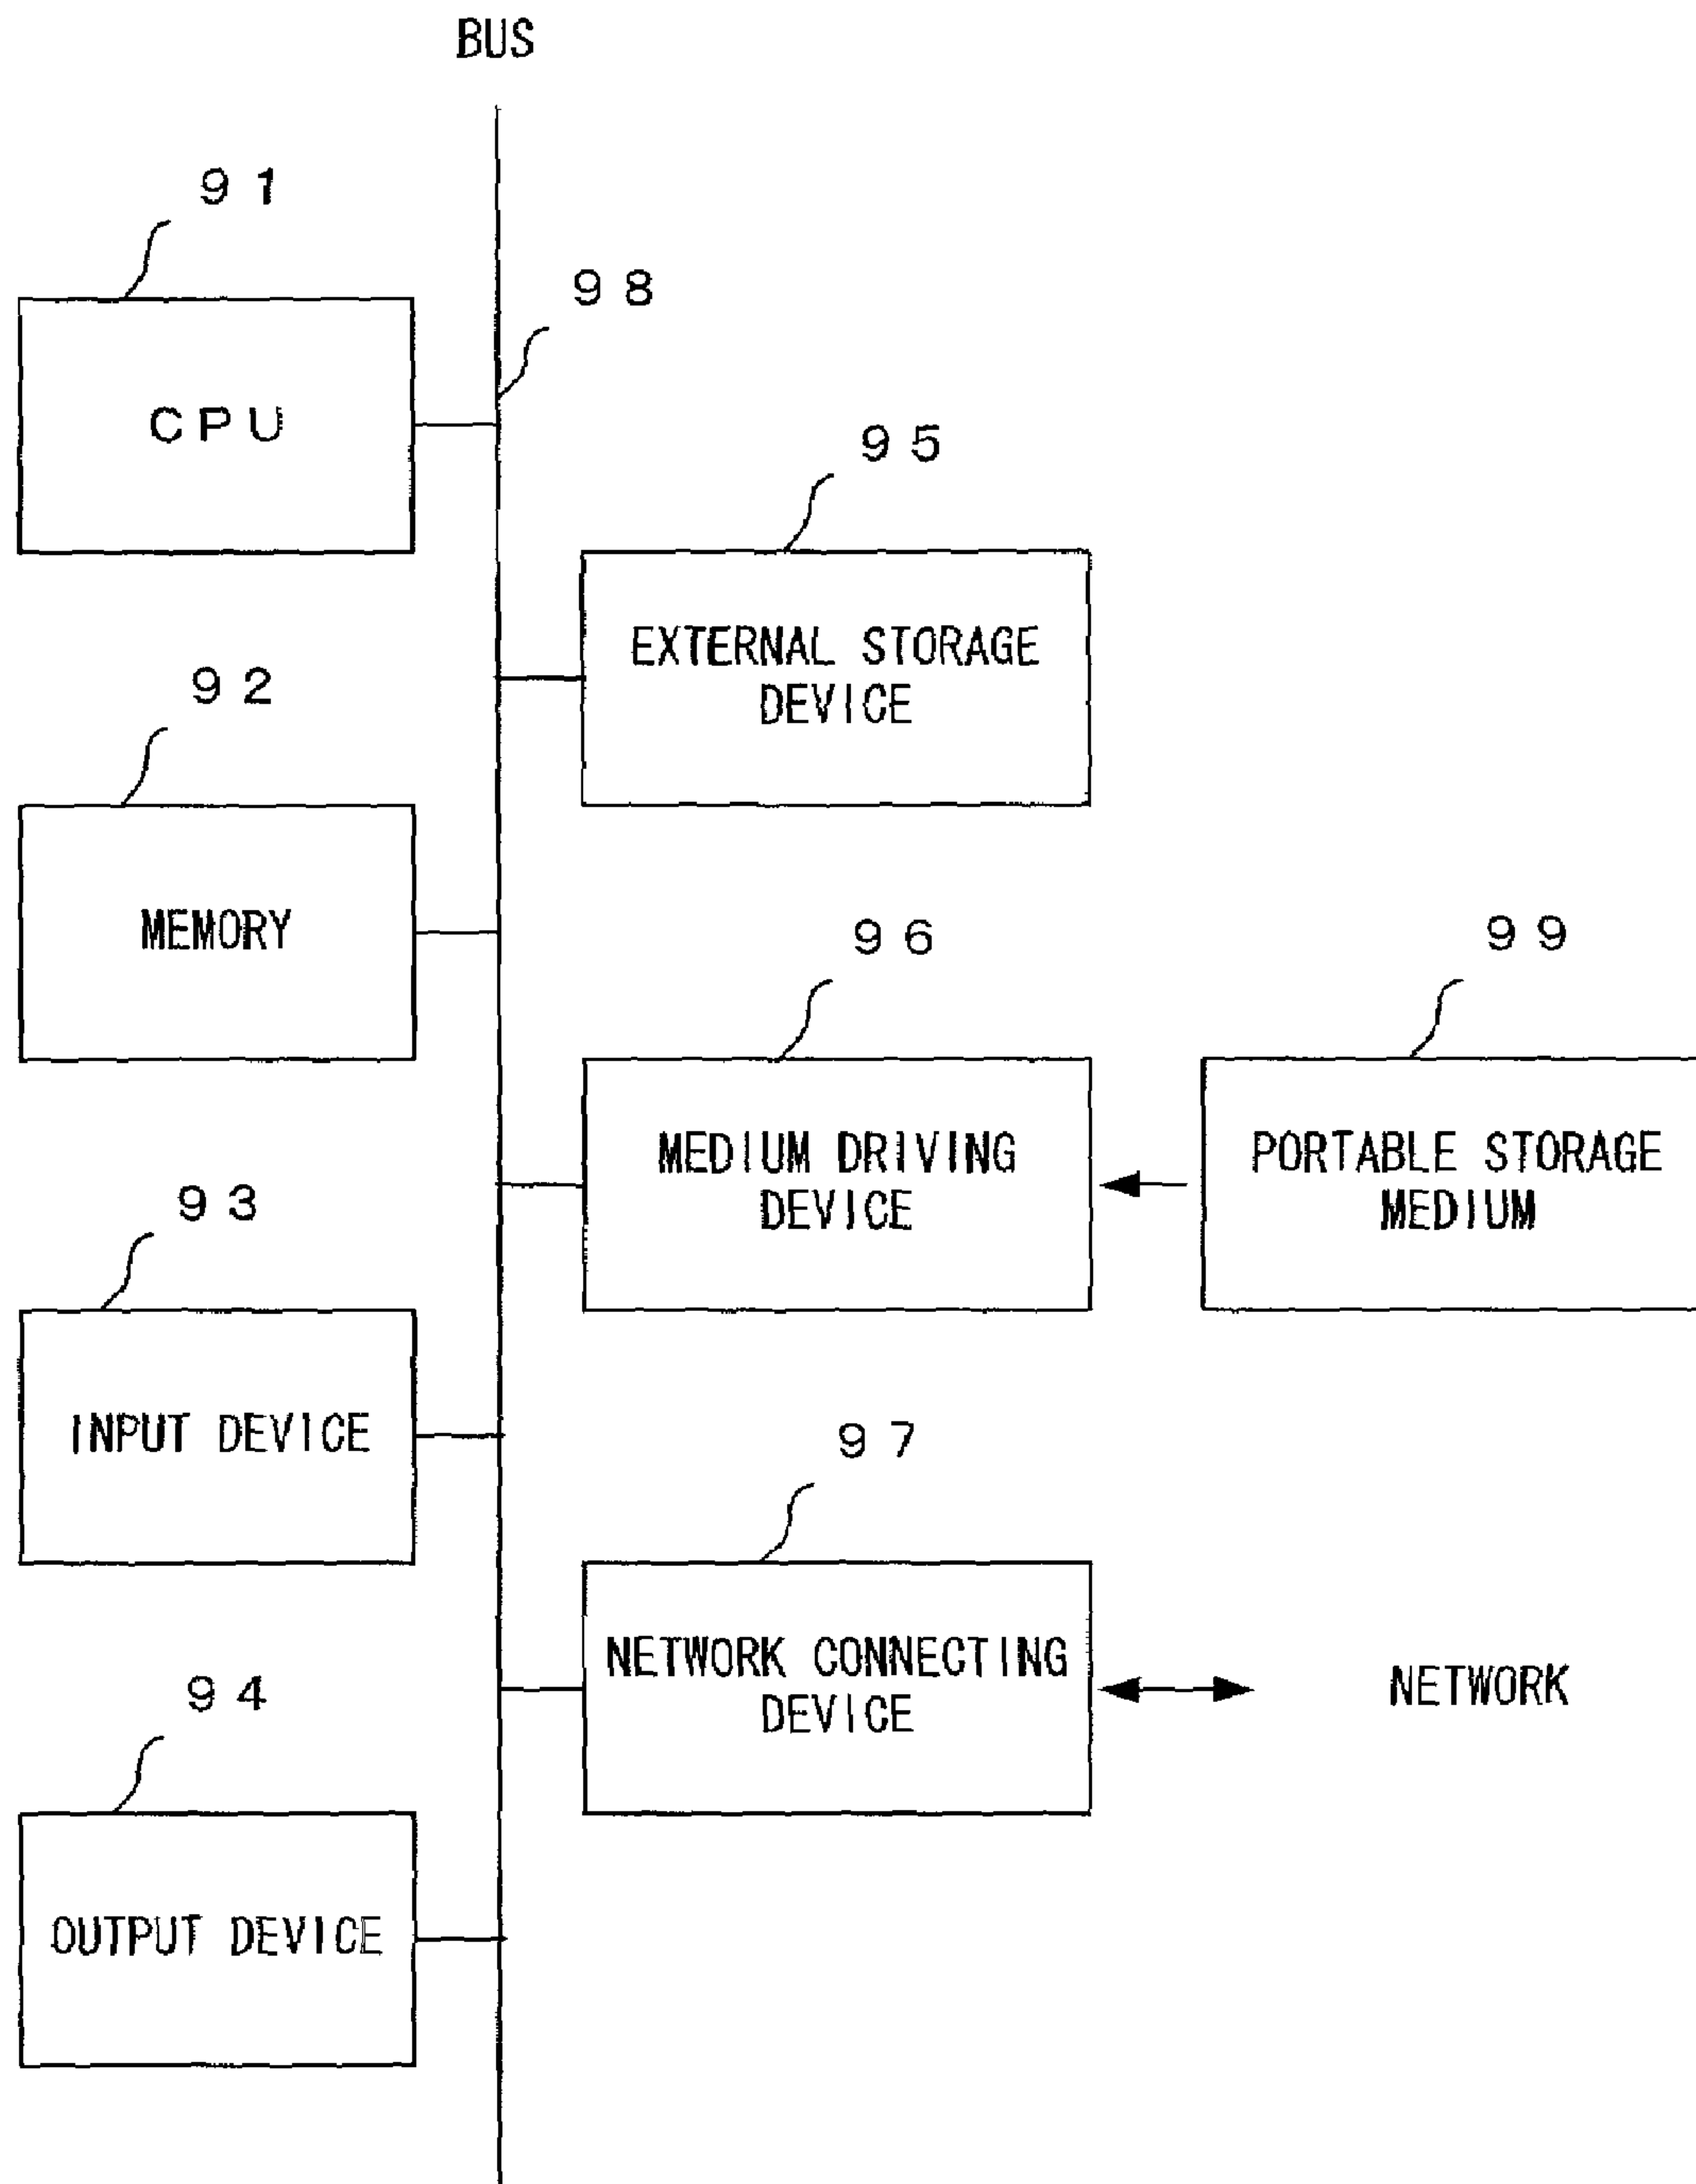 BUS
91
98
CPU
95
EXTERNAL STORAGE
DEVICE
92
MEMORY
96
99
MEDIUM DRIVING
DEVICE
PORTABLE STORAGE
MEDIUM
93
INPUT DEVICE
97
NETWORK CONNECTING
DEVICE
NETWORK
94
OUTPUT DEVICE